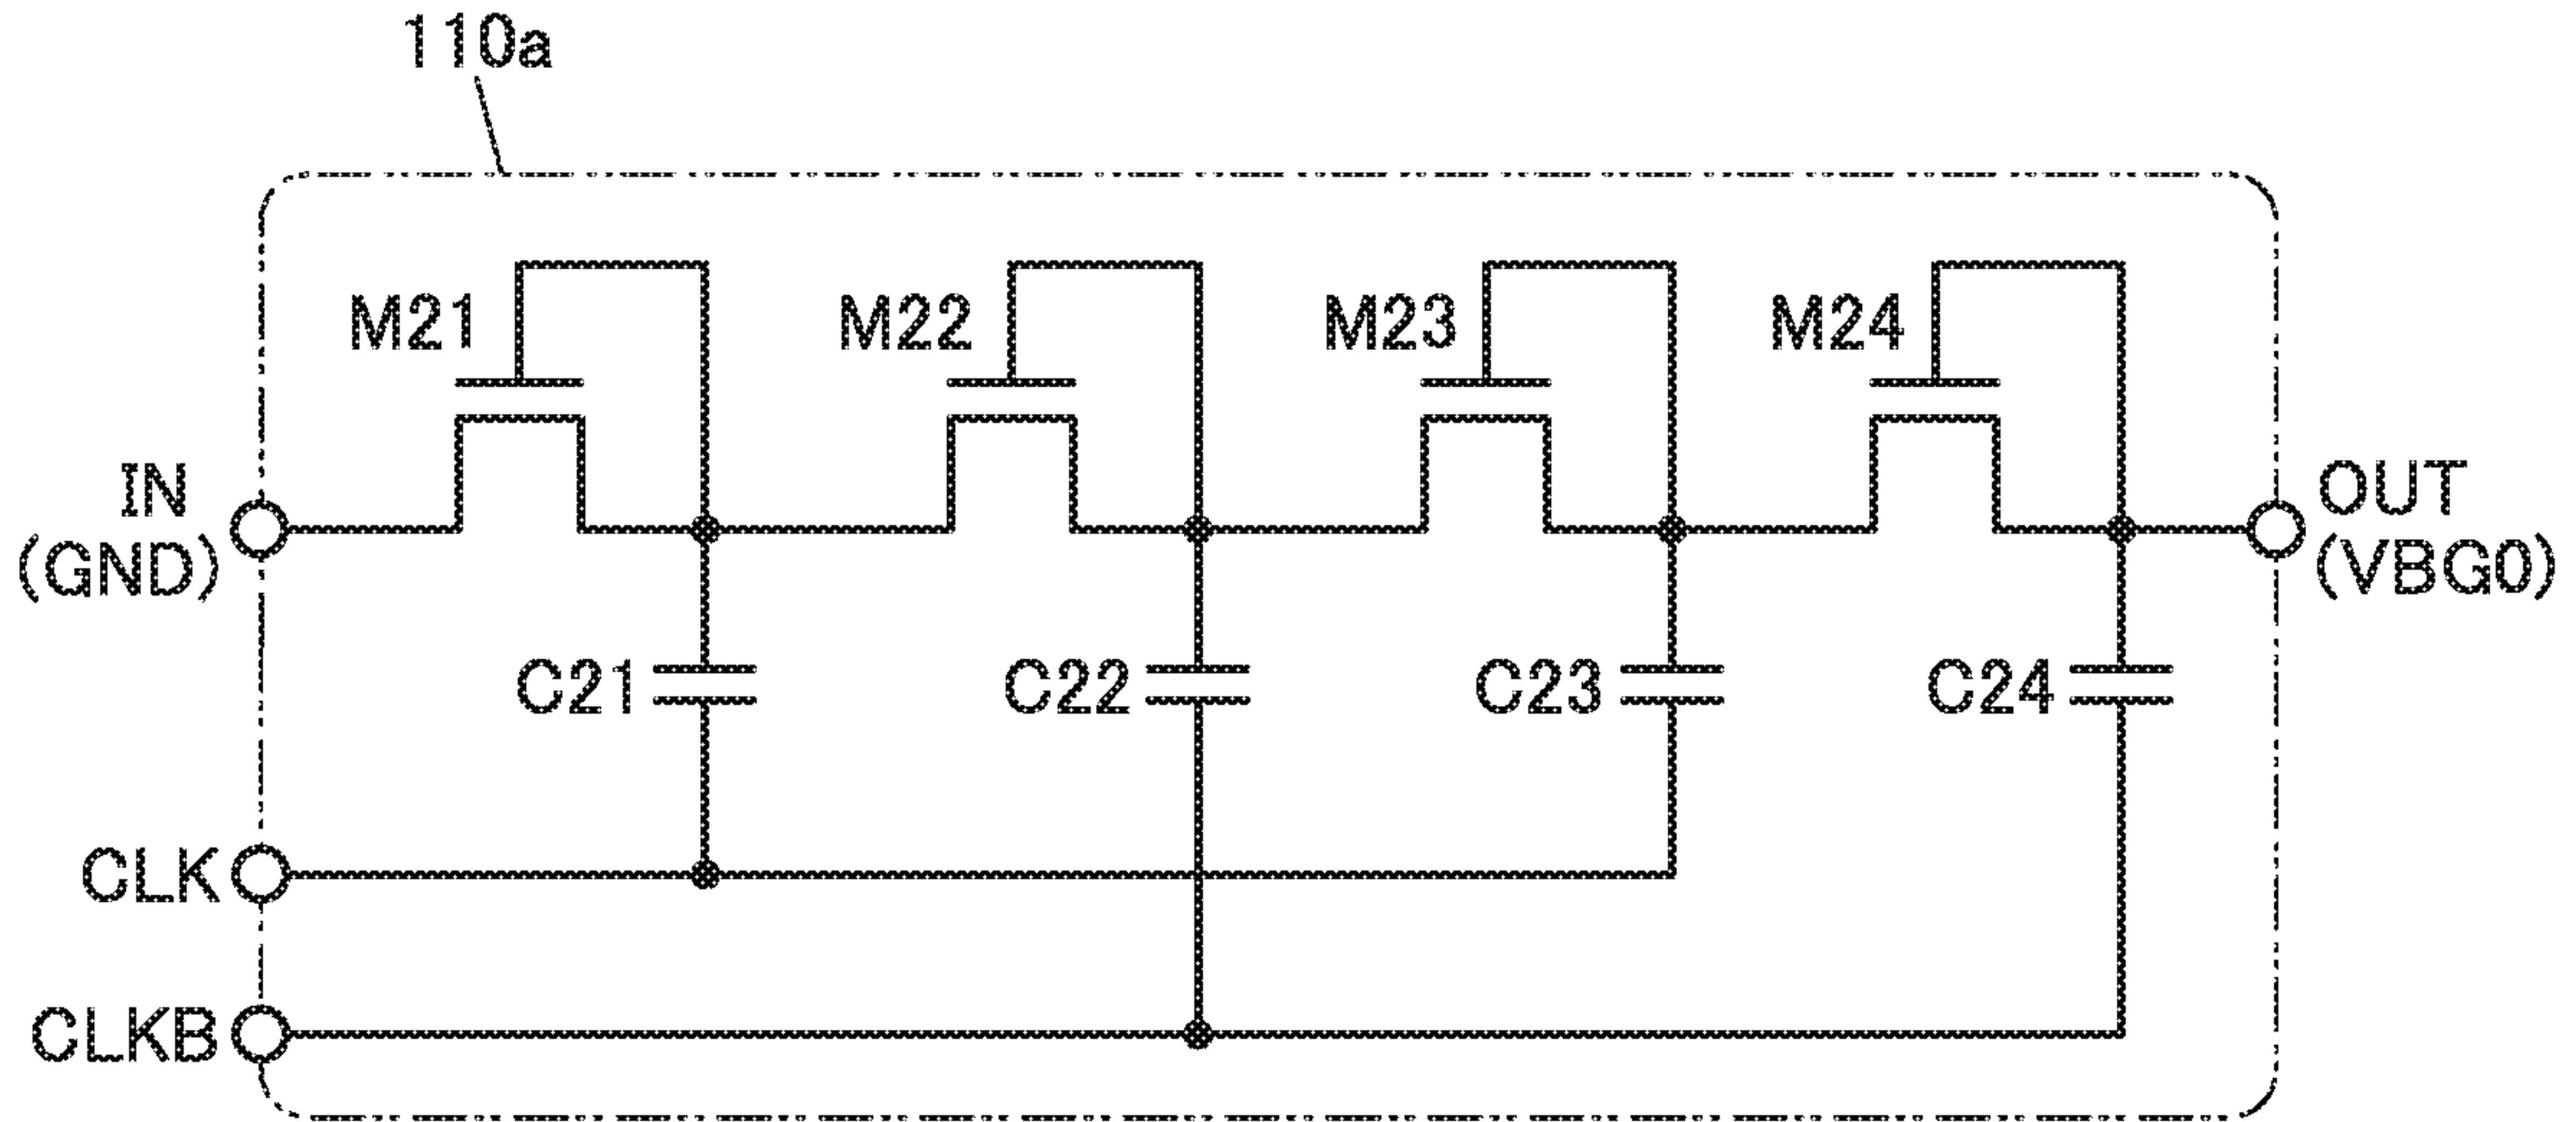 110a
M21
M22
M23
M24
IN
(GND)
OUT
(VBG0)
C21
C22
C23
C24
CLK
CLKB